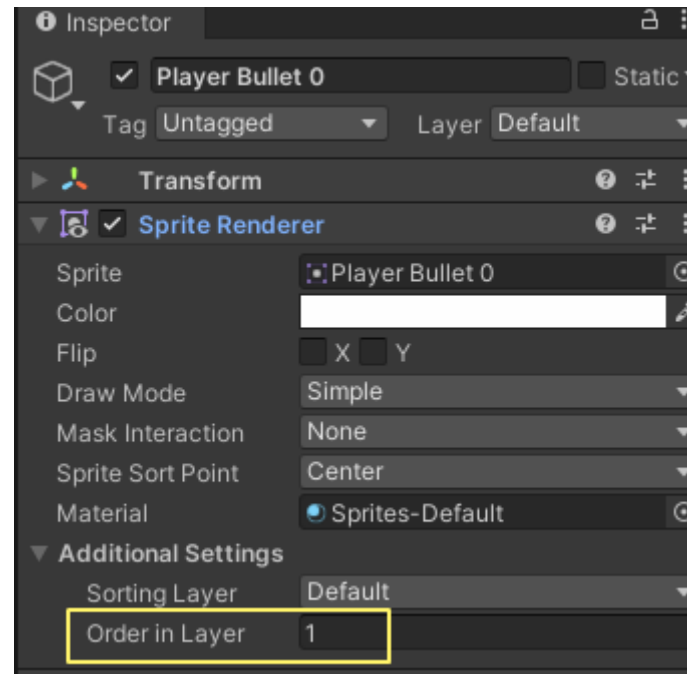 Inspector
Player Bullet 0 Static
Tag Untagged Layer Default
Transform
Sprite Renderer
Sprite Player Bullet 0
Color
Flip X Y
Draw Mode Simple
Mask Interaction None
Sprite Sort Point Center
Material Sprites-Default
Additional Settings
Sorting Layer Default
Order in Layer 1